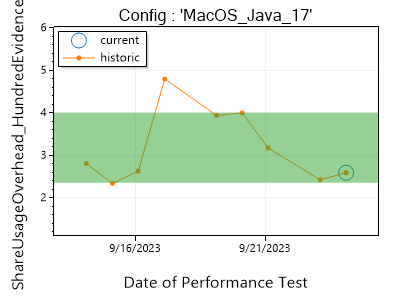 Config : 'MacOS_Java_17'
ShareUsageOverhead_HundredEvidence
current
historic
6
5
4
3
2
9/16/2023
9/21/2023
Date of Performance Test